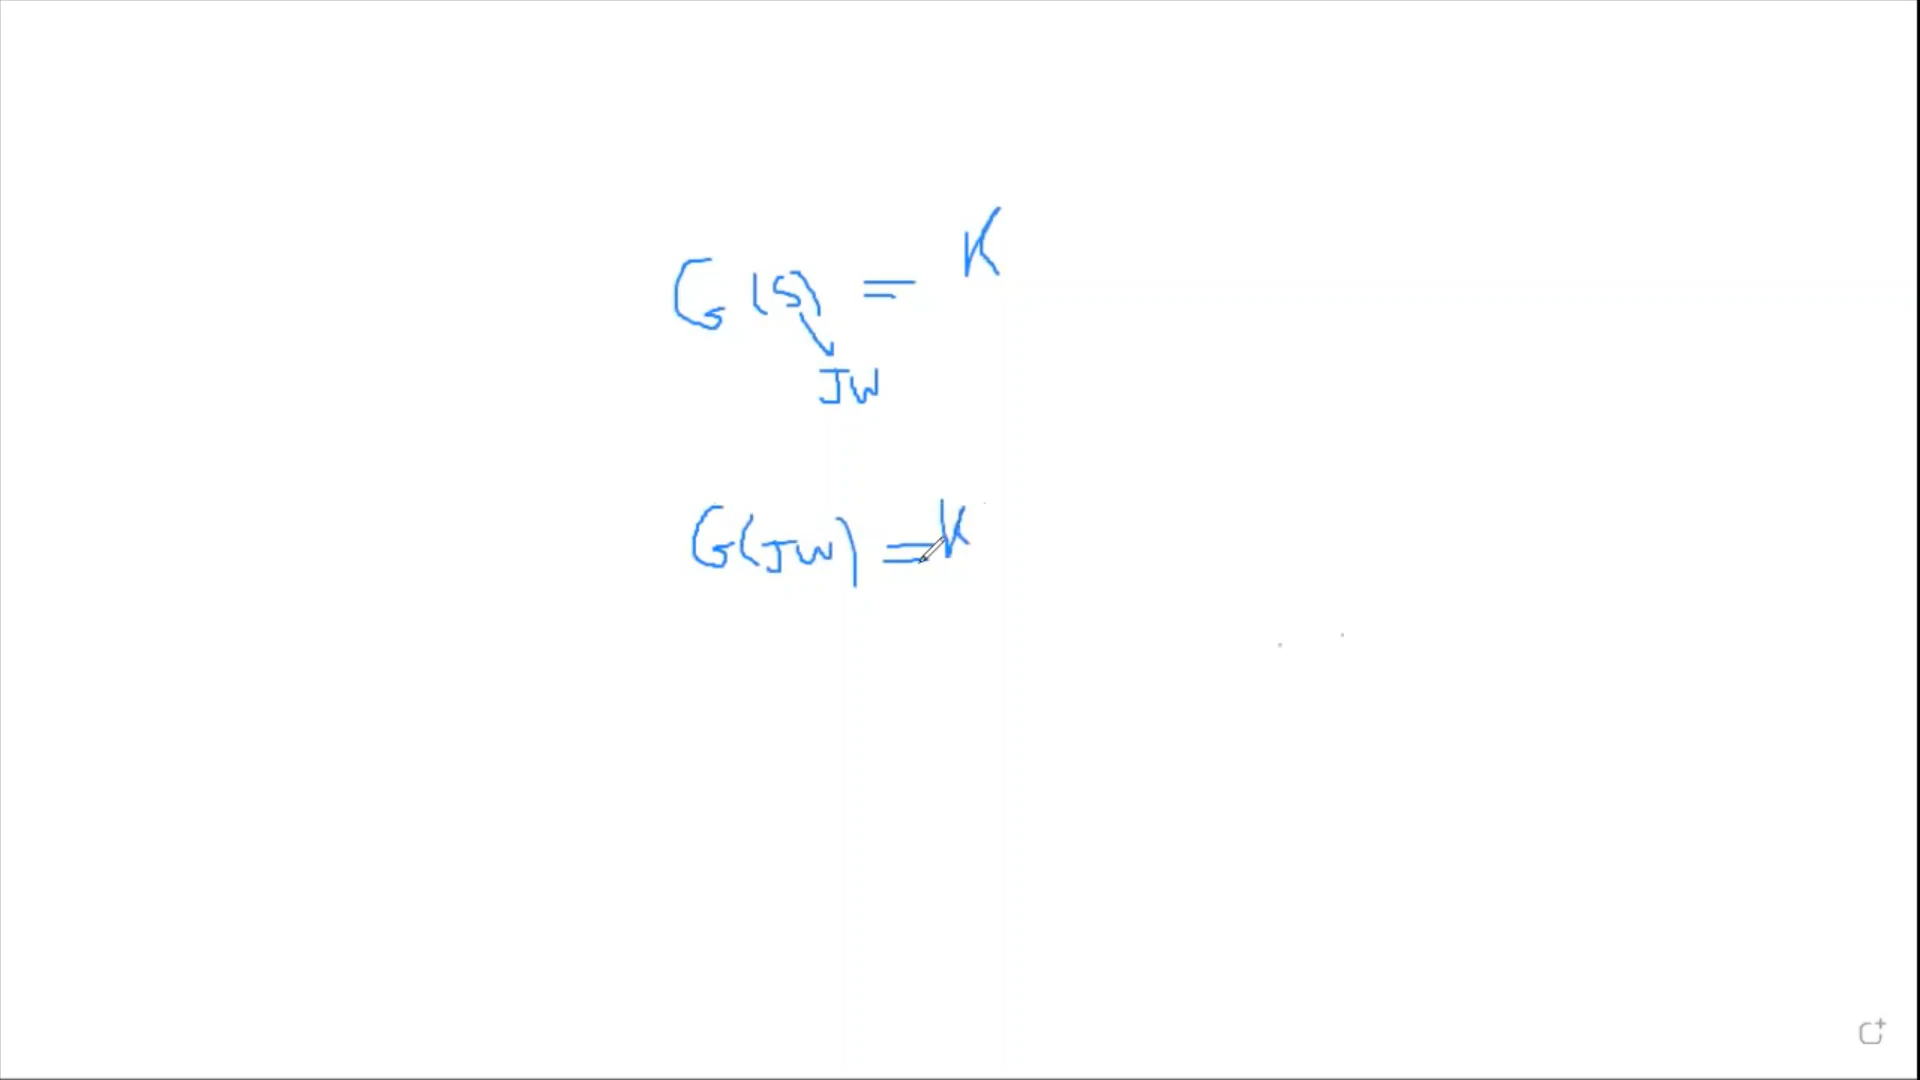 G(S) = K
JW
G(JW) = K